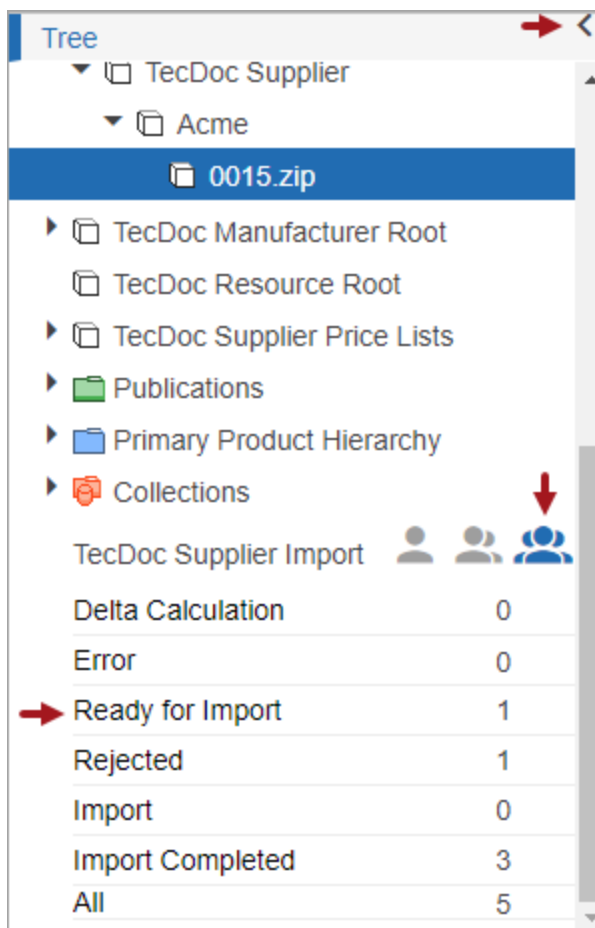 Tree
TecDoc Supplier
Acme
0015.zip
TecDoc Manufacturer Root
TecDoc Resource Root
TecDoc Supplier Price Lists
Publications
Primary Product Hierarchy
Collections
TecDoc Supplier Import
Delta Calculation 0
Error 0
Ready for Import 1
Rejected 1
Import 0
Import Completed 3
All 5